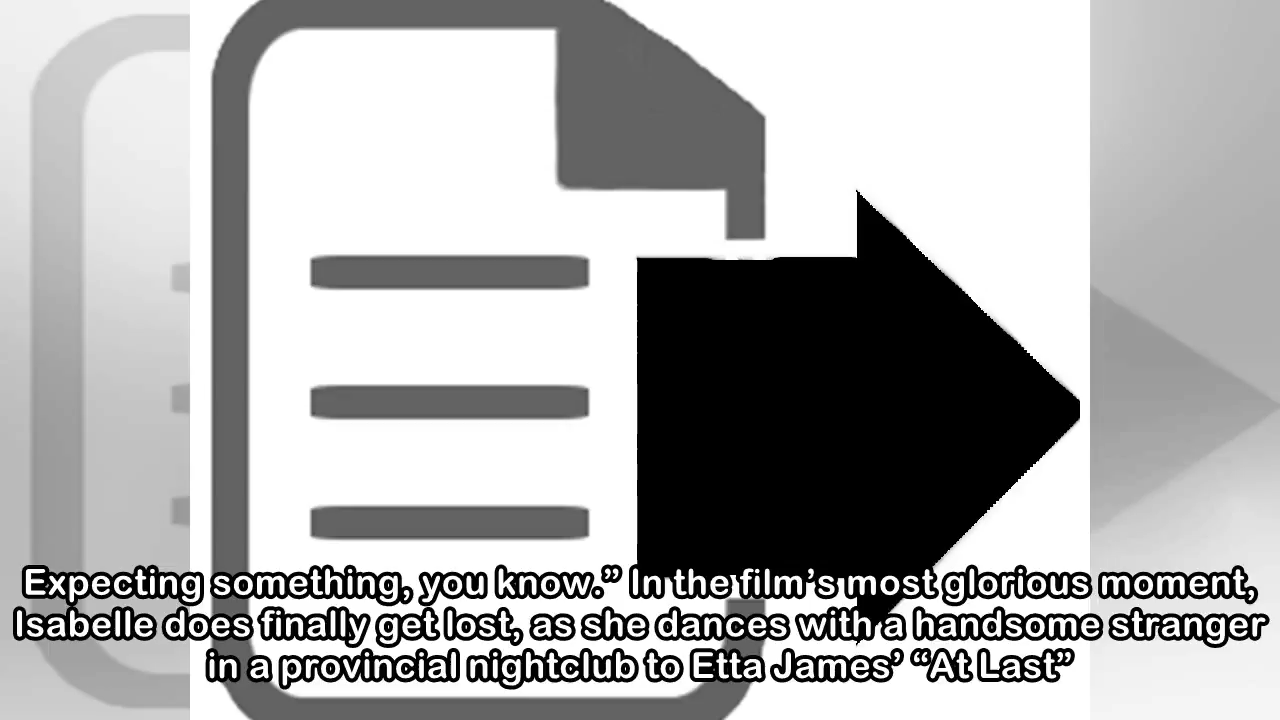 Expecting something, you know.” In the film’s most glorious moment,
Isabelle does finally get lost, as she dances with a handsome stranger
in a provincial nightclub to Etta James’ “At Last”